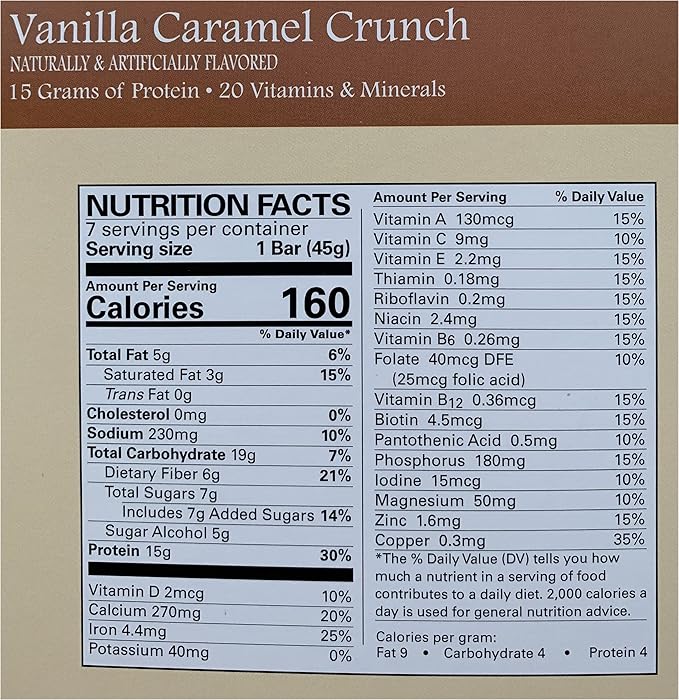 Vanilla Caramel Crunch
NATURALLY & ARTIFICIALLY FLAVORED
15 Grams of Protein • 20 Vitamins & Minerals
NUTRITION FACTS
7 servings per container
Serving size 1 Bar (45g)
Amount Per Serving
Calories 160
% Daily Value*
Total Fat 5g 6%
Saturated Fat 3g 15%
Trans Fat 0g
Cholesterol 0mg 0%
Sodium 230mg 10%
Total Carbohydrate 19g 7%
Dietary Fiber 6g 21%
Total Sugars 7g
Includes 7g Added Sugars 14%
Sugar Alcohol 5g
Protein 15g 30%
Vitamin D 2mcg 10%
Calcium 270mg 20%
Iron 4.4mg 25%
Potassium 40mg 0%
Amount Per Serving % Daily Value
Vitamin A 130mcg 15%
Vitamin C 9mg 10%
Vitamin E 2.2mg 15%
Thiamin 0.18mg 15%
Riboflavin 0.2mg 15%
Niacin 2.4mg 15%
Vitamin B6 0.26mg 15%
Folate 40mcg DFE 10%
(25mcg folic acid)
Vitamin B12 0.36mcg 15%
Biotin 4.5mcg 15%
Pantothenic Acid 0.5mg 10%
Phosphorus 180mg 15%
Iodine 15mcg 10%
Magnesium 50mg 10%
Zinc 1.6mg 15%
Copper 0.3mg 35%
*The % Daily Value (DV) tells you how
much a nutrient in a serving of food
contributes to a daily diet. 2,000 calories a
day is used for general nutrition advice.
Calories per gram:
Fat 9 • Carbohydrate 4 • Protein 4